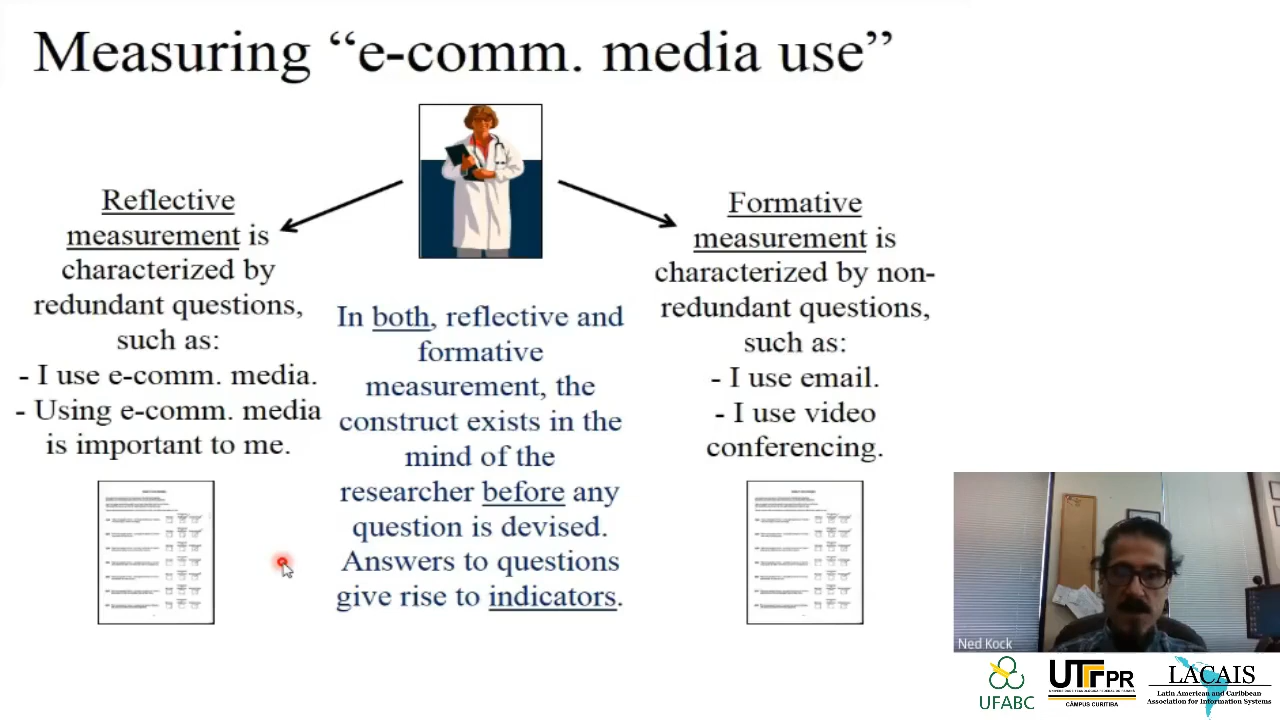 Measuring “e-comm. media use”
Reflective
measurement is
characterized by
redundant questions,
such as:
- I use e-comm. media.
- Using e-comm. media
is important to me.
In both, reflective and
formative
measurement, the
construct exists in the
mind of the
researcher before any
question is devised.
Answers to questions
give rise to indicators.
Formative
measurement is
characterized by non-
redundant questions,
such as:
- I use email.
- I use video
conferencing.
Ned Kock
UFABC
UTFPR
CÂMPUS CURITIBA
LACAIS
Latin American and Caribbean
Association for Information Systems